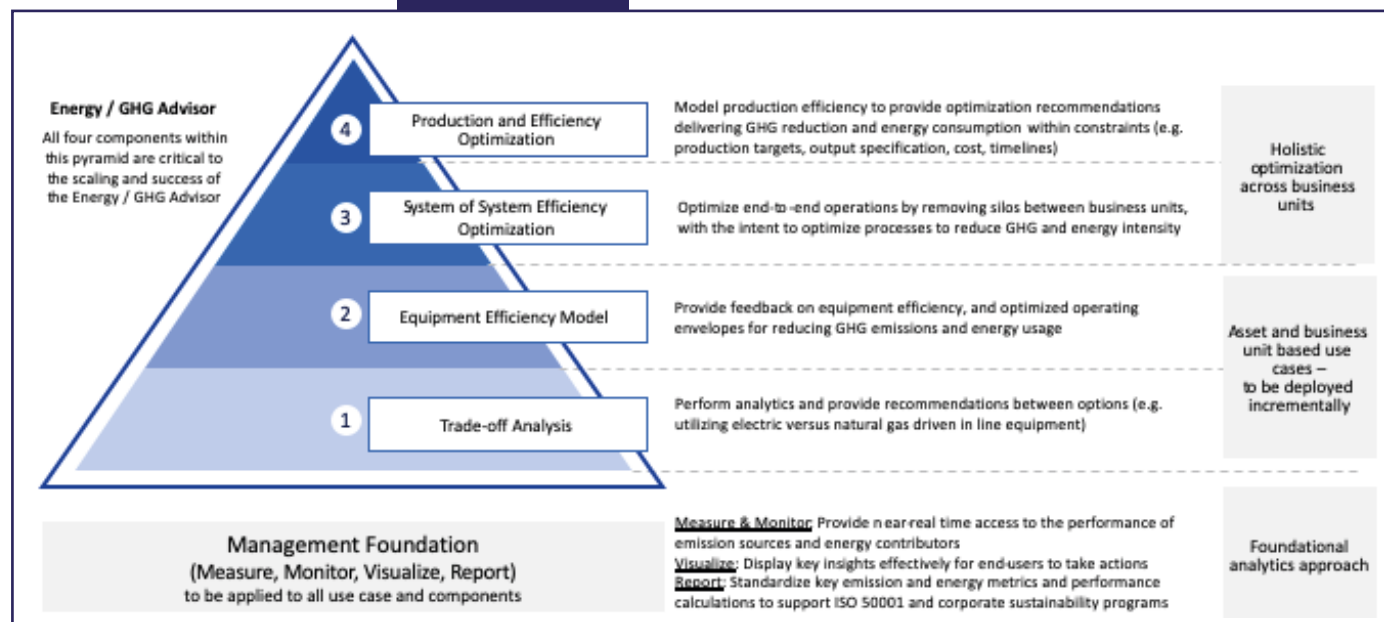 Energy / GHG Advisor
All four components within
this pyramid are critical to
the scaling and success of
the Energy / GHG Advisor
4
Production and Efficiency
Optimization
Model production efficiency to provide optimization recommendations
delivering GHG reduction and energy consumption within constraints (e.g.
production targets, output specification, cost, timelines)
Holistic
optimization
across business
units
3
System of System Efficiency
Optimization
Optimize end-to-end operations by removing silos between business units,
with the intent to optimize processes to reduce GHG and energy intensity
2
Equipment Efficiency Model
Provide feedback on equipment efficiency, and optimized operating
envelopes for reducing GHG emissions and energy usage
Asset and business
unit based use
cases –
to be deployed
incrementally
1
Trade-off Analysis
Perform analytics and provide recommendations between options (e.g.
utilizing electric versus natural gas driven in line equipment)
Management Foundation
(Measure, Monitor, Visualize, Report)
to be applied to all use case and components
Measure & Monitor: Provide near-real time access to the performance of
emission sources and energy contributors
Visualize: Display key insights effectively for end-users to take actions
Report: Standardize key emission and energy metrics and performance
calculations to support ISO 50001 and corporate sustainability programs
Foundational
analytics approach